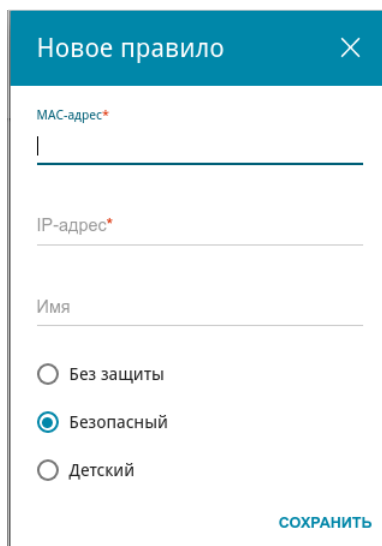 Новое правило
MAC-адрес*
IP-адрес*
Имя
Без защиты
Безопасный
Детский
СОХРАНИТЬ